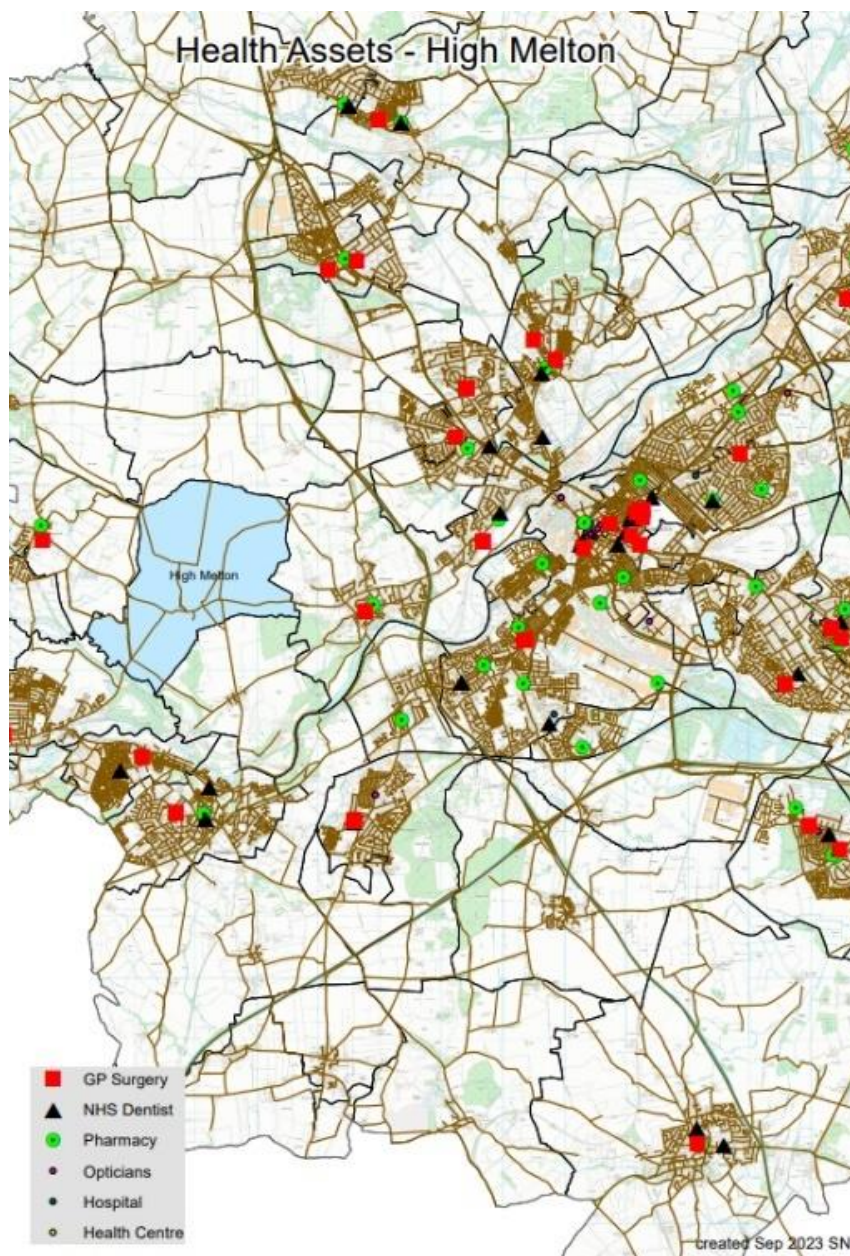 Health Assets - High Melton
High Melton
GP Surgery
NHS Dentist
Pharmacy
Opticians
Hospital
Health Centre
created Sep 2023 SN